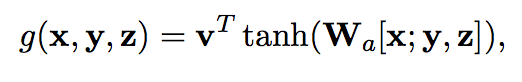 g(x, y, z) = v^T tanh(W_a[x; y, z]),